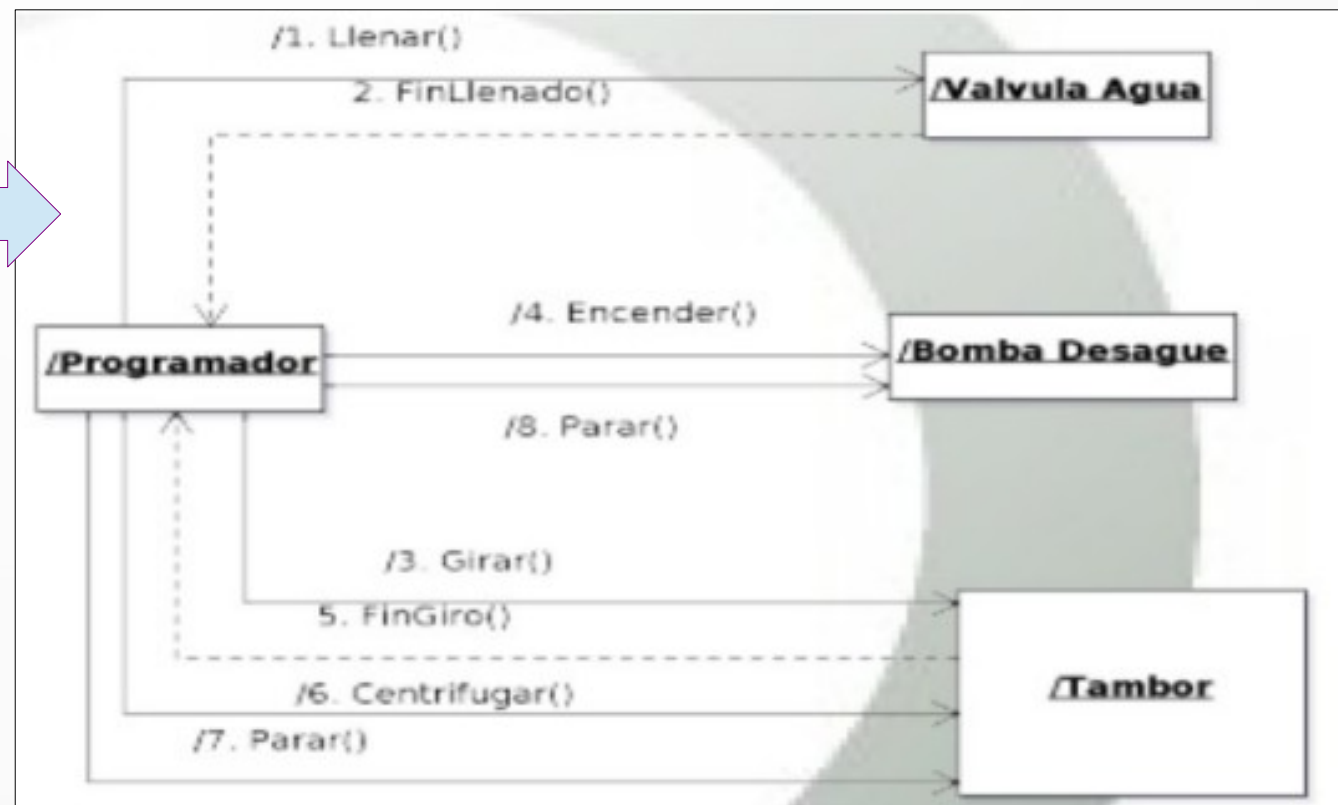 /1. Llenar()
/Valvula Agua
2. FinLlenado()
/4. Encender()
/Programador
/Bomba Desague
/8. Parar()
/3. Girar()
5. FinGiro()
/Tambor
/6. Centrifugar()
/7. Parar()